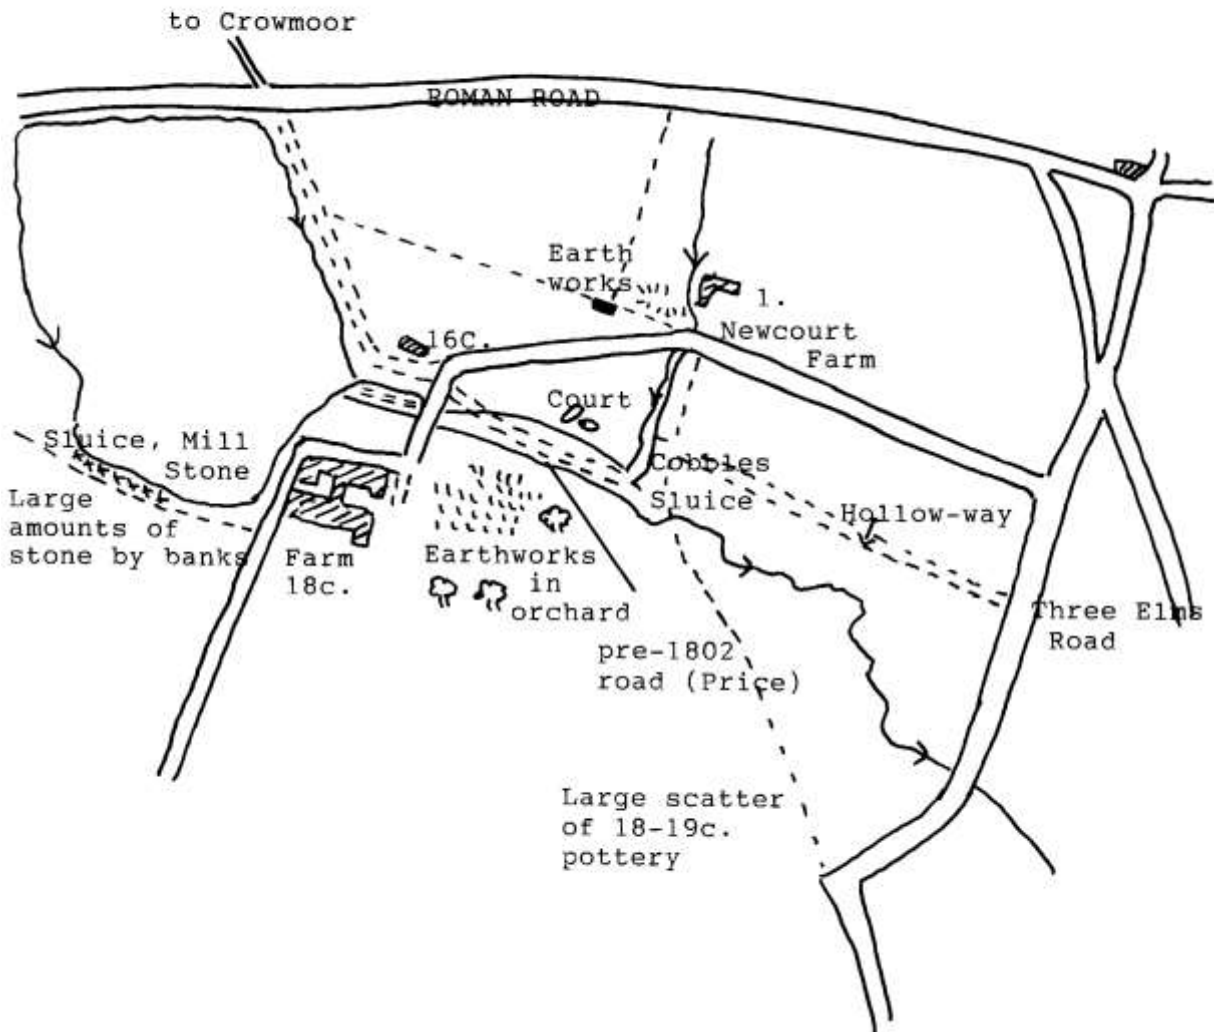 to Crowmoor
ROMAN ROAD
Earth
works
1.
Newcourt
Farm
16C.
Court
Sluice, Mill
Stone
Cobbles
Sluice
Hollow-way
Large
amounts of
stone by banks
Farm
18c.
Earthworks
in
orchard
Three Elms
Road
pre-1802
road (Price)
Large scatter
of 18-19c.
pottery